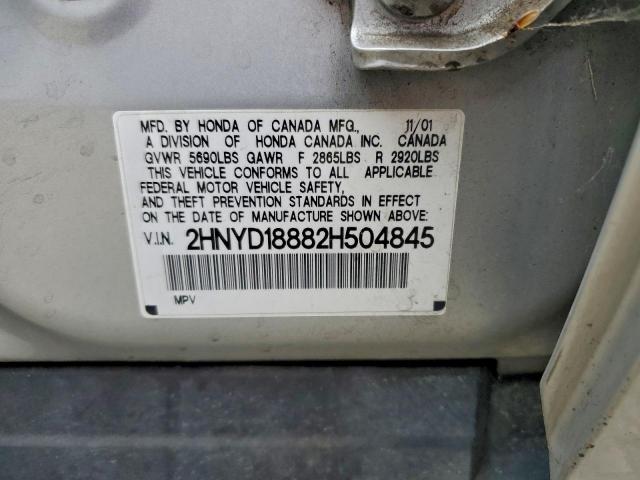 MFD. BY HONDA OF CANADA MFG., 11/01
A DIVISION OF HONDA CANADA INC. CANADA
GVWR 5690LBS GAWR F 2865LBS R 2920LBS
THIS VEHICLE CONFORMS TO ALL APPLICABLE
FEDERAL MOTOR VEHICLE SAFETY,
AND THEFT PREVENTION STANDARDS IN EFFECT
ON THE DATE OF MANUFACTURE SHOWN ABOVE:
V.I.N. 2HNYD18882H504845
MPV